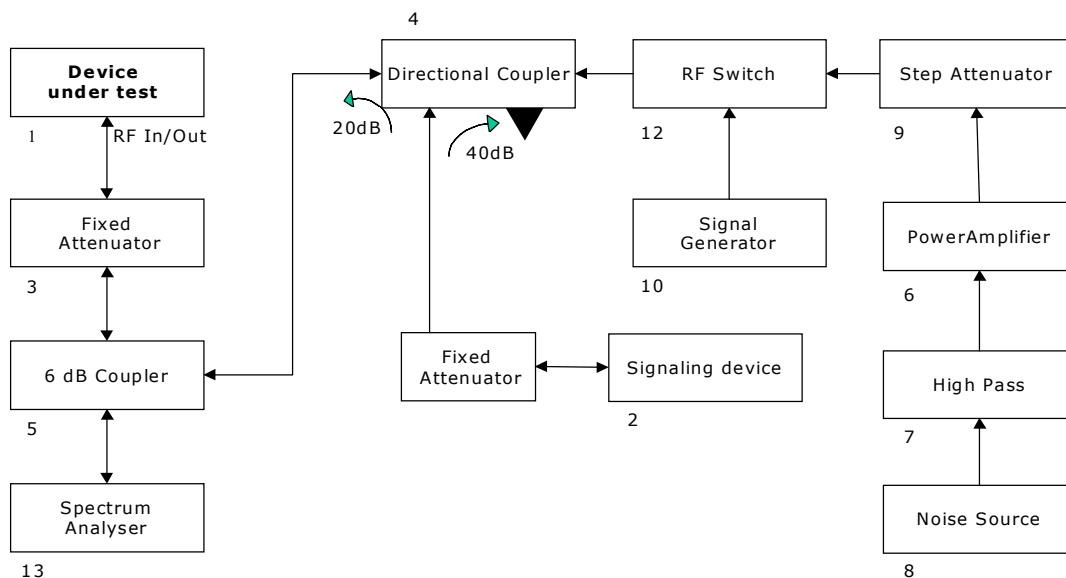 4
Device
under test
Directional Coupler
RF Switch
Step Attenuator
1
RF In/Out
20dB
40dB
12
9
Fixed
Attenuator
Signal
Generator
PowerAmplifier
3
10
6
6 dB Coupler
Fixed
Attenuator
Signaling device
High Pass
5
2
7
Spectrum
Analyser
Noise Source
13
8